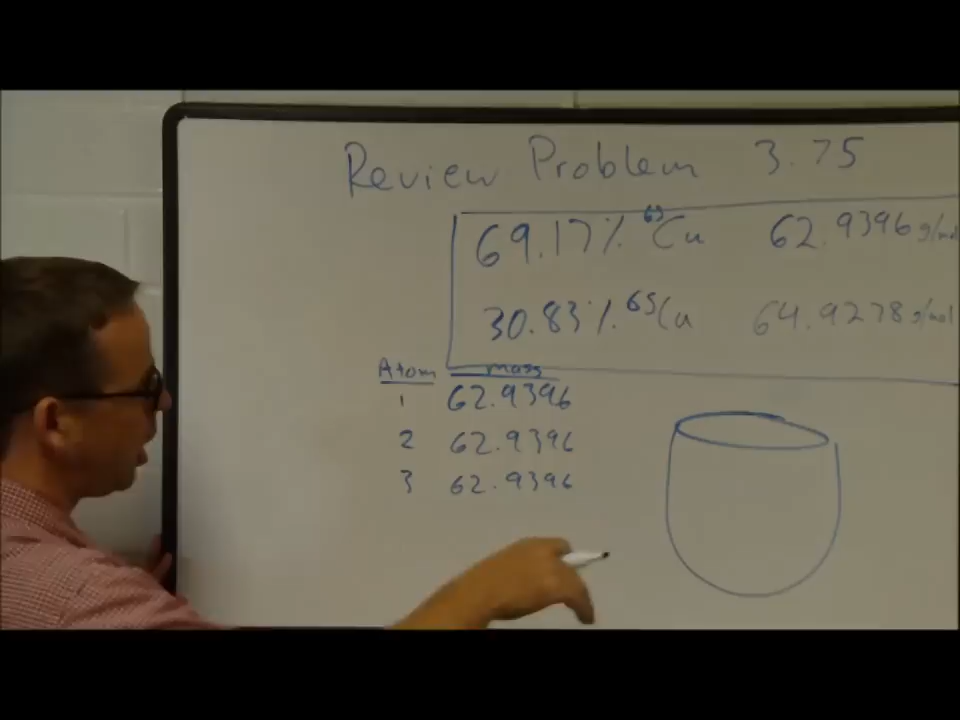 Review Problem 3.75
69.17% 63Cu 62.9396 g/mol
30.83% 65Cu 64.9278 g/mol
Atom mass
1 62.9396
2 62.9396
3 62.9396